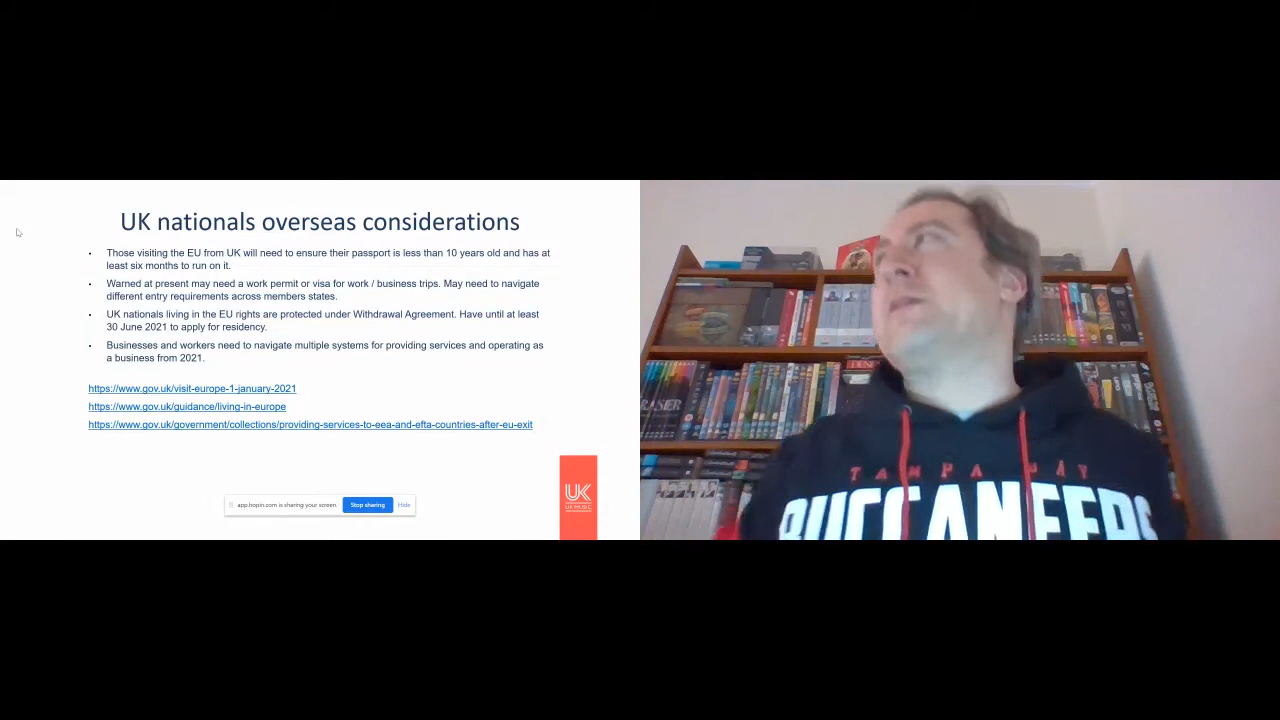 UK nationals overseas considerations
• Those visiting the EU from UK will need to ensure their passport is less than 10 years old and has at
least six months to run on it.
• Warned at present may need a work permit or visa for work / business trips. May need to navigate
different entry requirements across members states.
• UK nationals living in the EU rights are protected under Withdrawal Agreement. Have until at least
30 June 2021 to apply for residency.
• Businesses and workers need to navigate multiple systems for providing services and operating as
a business from 2021.
https://www.gov.uk/visit-europe-1-january-2021
https://www.gov.uk/guidance/living-in-europe
https://www.gov.uk/government/collections/providing-services-to-eea-and-efta-countries-after-eu-exit
app.hopin.com is sharing your screen.
Stop sharing
Hide
UK
UK MUSIC
FRASIER
TAMPA BAY
BUCCANEERS